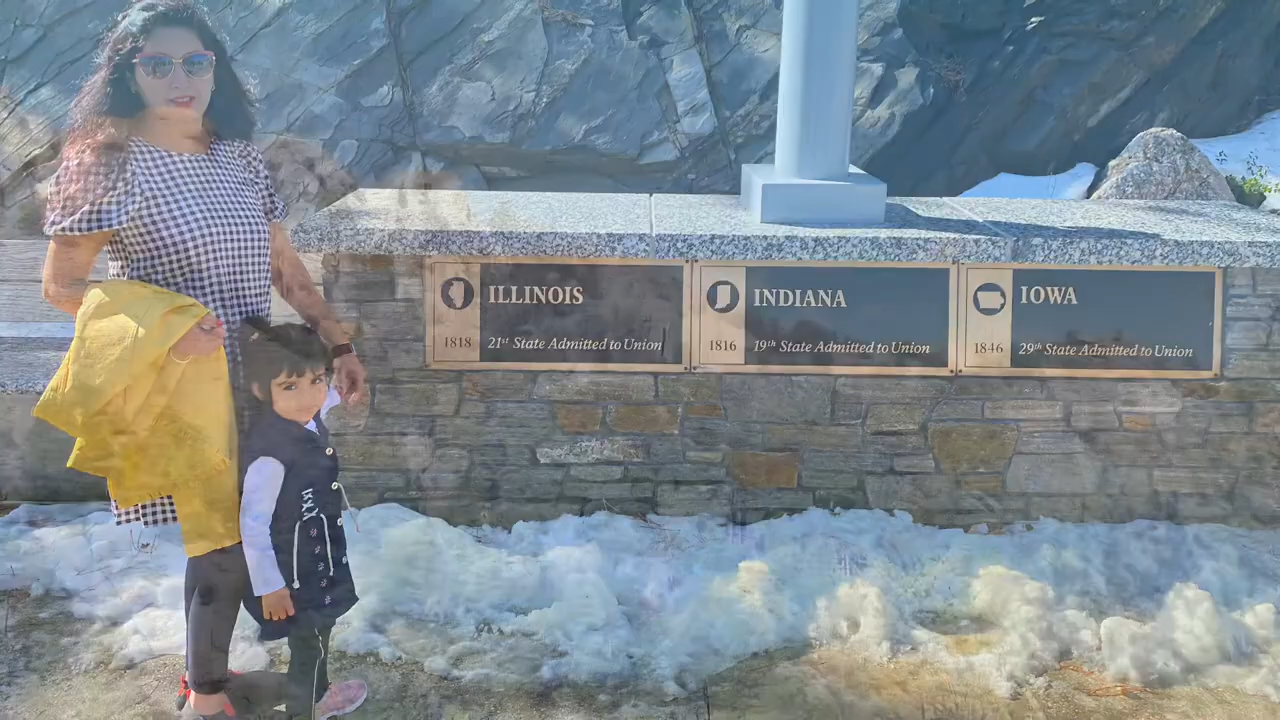 ILLINOIS
1818 21st State Admitted to Union
INDIANA
1816 19th State Admitted to Union
IOWA
1846 29th State Admitted to Union